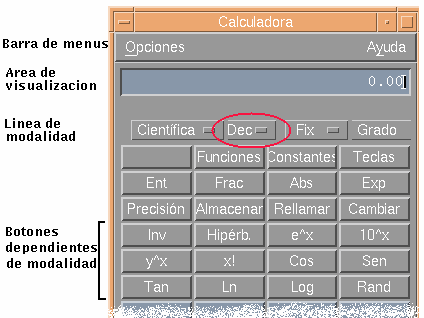 Calculadora
Barra de menus
Opciones Ayuda
Area de
visualizacion
0.00
Linea de
modalidad
Científica Dec Fix Grado
Funciones Constantes Teclas
Ent Frac Abs Exp
Precisión Almacenar Rellamar Cambiar
Botones
dependientes
de modalidad
Inv Hipérb. e^x 10^x
y^x x! Cos Sen
Tan Ln Log Rand